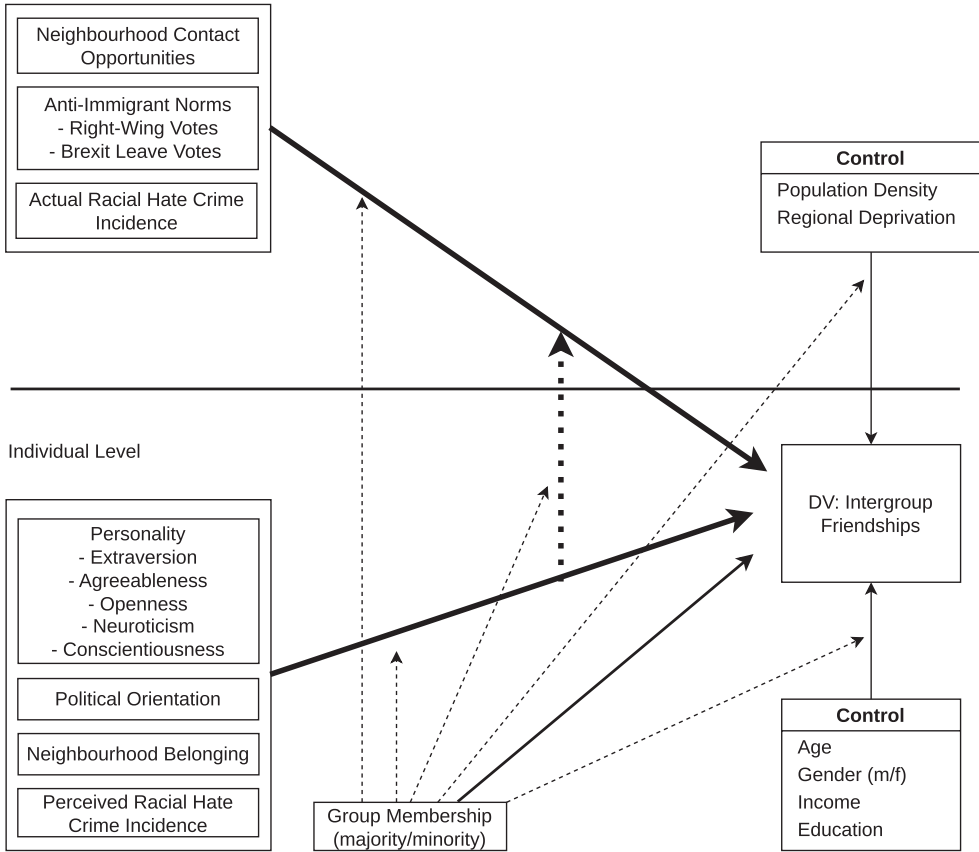 Neighbourhood Contact
Opportunities
Anti-Immigrant Norms
- Right-Wing Votes
- Brexit Leave Votes
Actual Racial Hate Crime
Incidence
Control
Population Density
Regional Deprivation
Individual Level
Personality
- Extraversion
- Agreeableness
- Openness
- Neuroticism
- Conscientiousness
Political Orientation
Neighbourhood Belonging
Perceived Racial Hate
Crime Incidence
Group Membership
(majority/minority)
DV: Intergroup
Friendships
Control
Age
Gender (m/f)
Income
Education